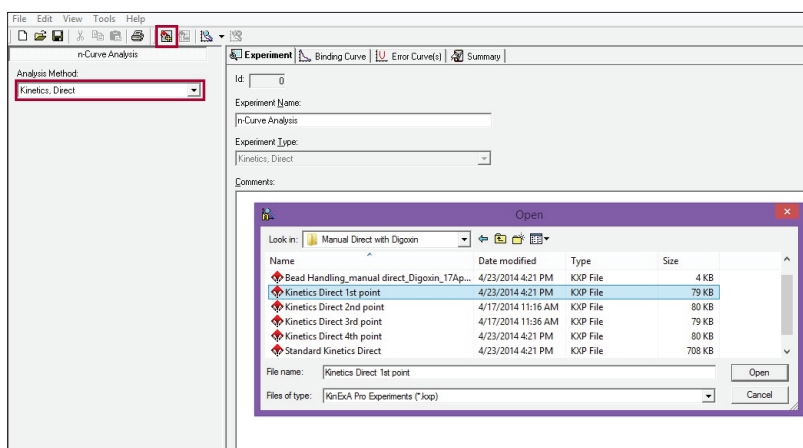 File Edit View Tools Help
n-Curve Analysis
Analysis Method:
Kinetics, Direct
Experiment Binding Curve Error Curve(s) Summary
Id: 0
Experiment Name:
n-Curve Analysis
Experiment Type:
Kinetics, Direct
Comments:
Open
Look in: Manual Direct with Digoxin
Name Date modified Type Size
Bead Handling_manual direct_Digoxin_17Ap... 4/23/2014 4:21 PM KXP File 4 KB
Kinetics Direct 1st point 4/23/2014 4:21 PM KXP File 79 KB
Kinetics Direct 2nd point 4/17/2014 11:16 AM KXP File 80 KB
Kinetics Direct 3rd point 4/17/2014 11:36 AM KXP File 79 KB
Kinetics Direct 4th point 4/23/2014 4:21 PM KXP File 80 KB
Standard Kinetics Direct 4/23/2014 4:21 PM KXP File 708 KB
File name: Kinetics Direct 1st point Open
Files of type: KinExA Pro Experiments (*.kxp) Cancel